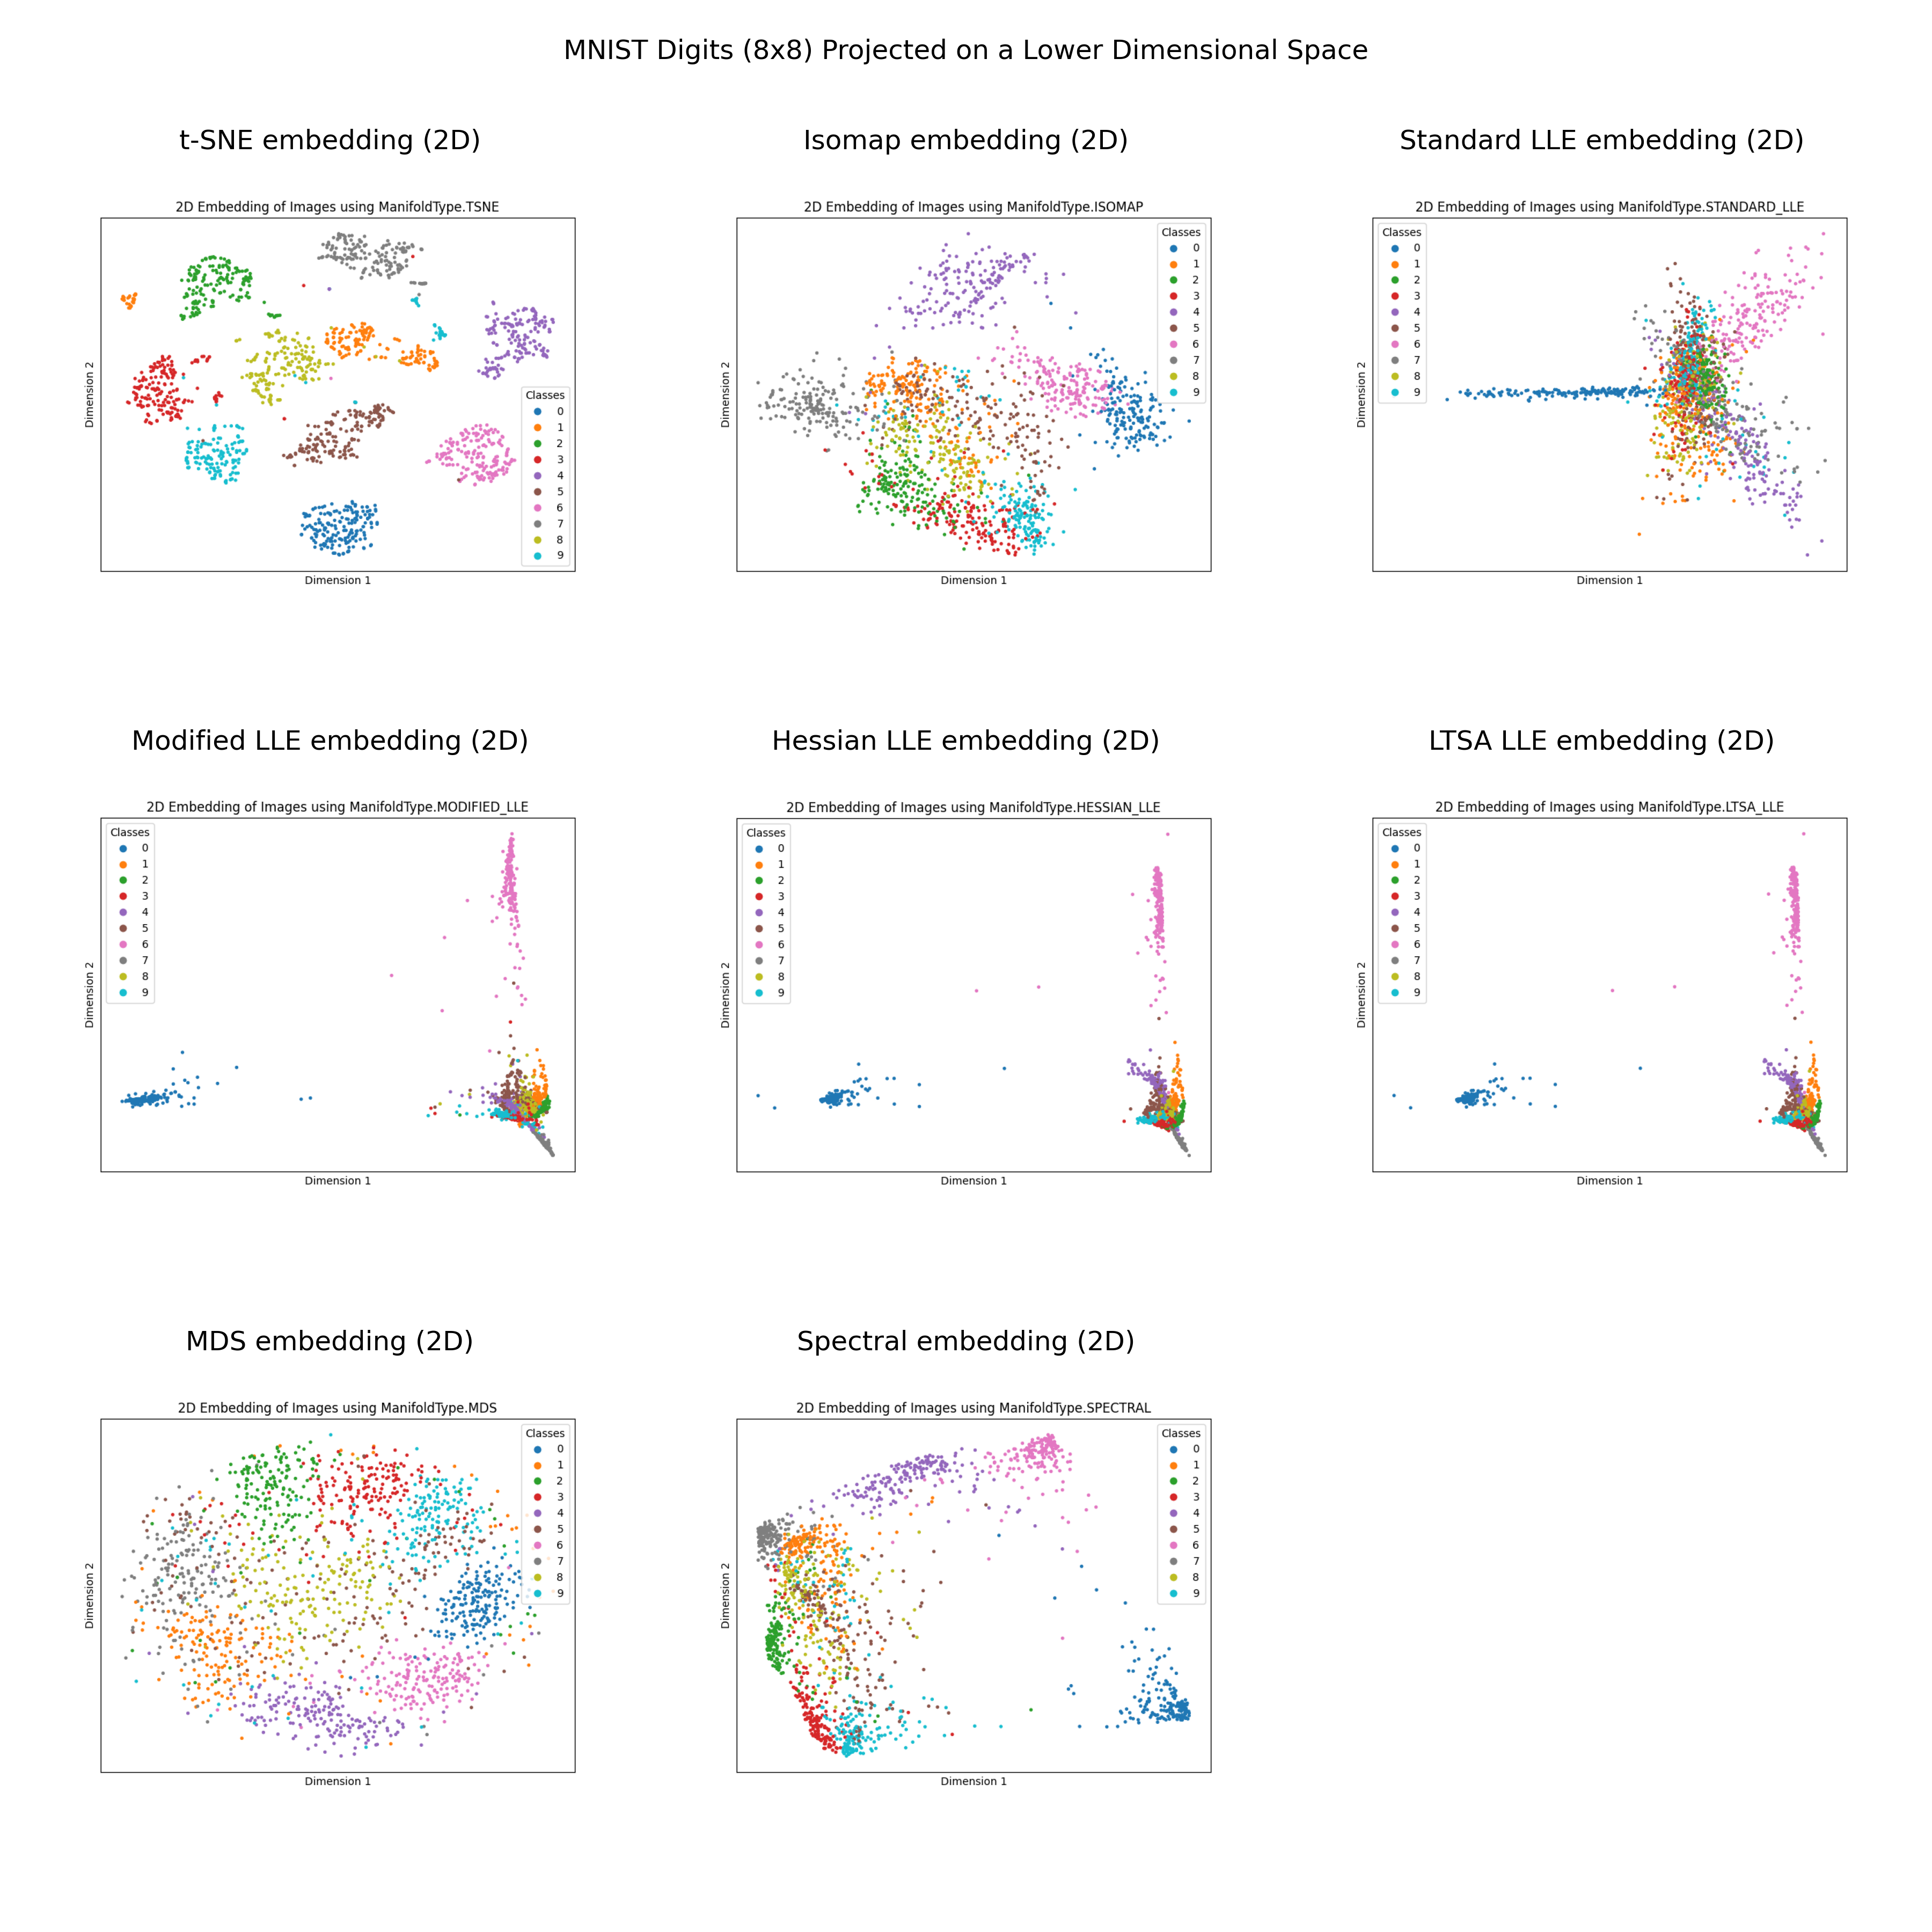 MNIST Digits (8x8) Projected on a Lower Dimensional Space
t-SNE embedding (2D)
2D Embedding of Images using ManifoldType.TSNE
Dimension 2
Classes
0
1
2
3
4
5
6
7
8
9
Dimension 1
Isomap embedding (2D)
2D Embedding of Images using ManifoldType.ISOMAP
Dimension 2
Classes
0
1
2
3
4
5
6
7
8
9
Dimension 1
Standard LLE embedding (2D)
2D Embedding of Images using ManifoldType.STANDARD_LLE
Dimension 2
Classes
0
1
2
3
4
5
6
7
8
9
Dimension 1
Modified LLE embedding (2D)
2D Embedding of Images using ManifoldType.MODIFIED_LLE
Dimension 2
Classes
0
1
2
3
4
5
6
7
8
9
Dimension 1
Hessian LLE embedding (2D)
2D Embedding of Images using ManifoldType.HESSIAN_LLE
Dimension 2
Classes
0
1
2
3
4
5
6
7
8
9
Dimension 1
LTSA LLE embedding (2D)
2D Embedding of Images using ManifoldType.LTSA_LLE
Dimension 2
Classes
0
1
2
3
4
5
6
7
8
9
Dimension 1
MDS embedding (2D)
2D Embedding of Images using ManifoldType.MDS
Dimension 2
Classes
0
1
2
3
4
5
6
7
8
9
Dimension 1
Spectral embedding (2D)
2D Embedding of Images using ManifoldType.SPECTRAL
Dimension 2
Classes
0
1
2
3
4
5
6
7
8
9
Dimension 1